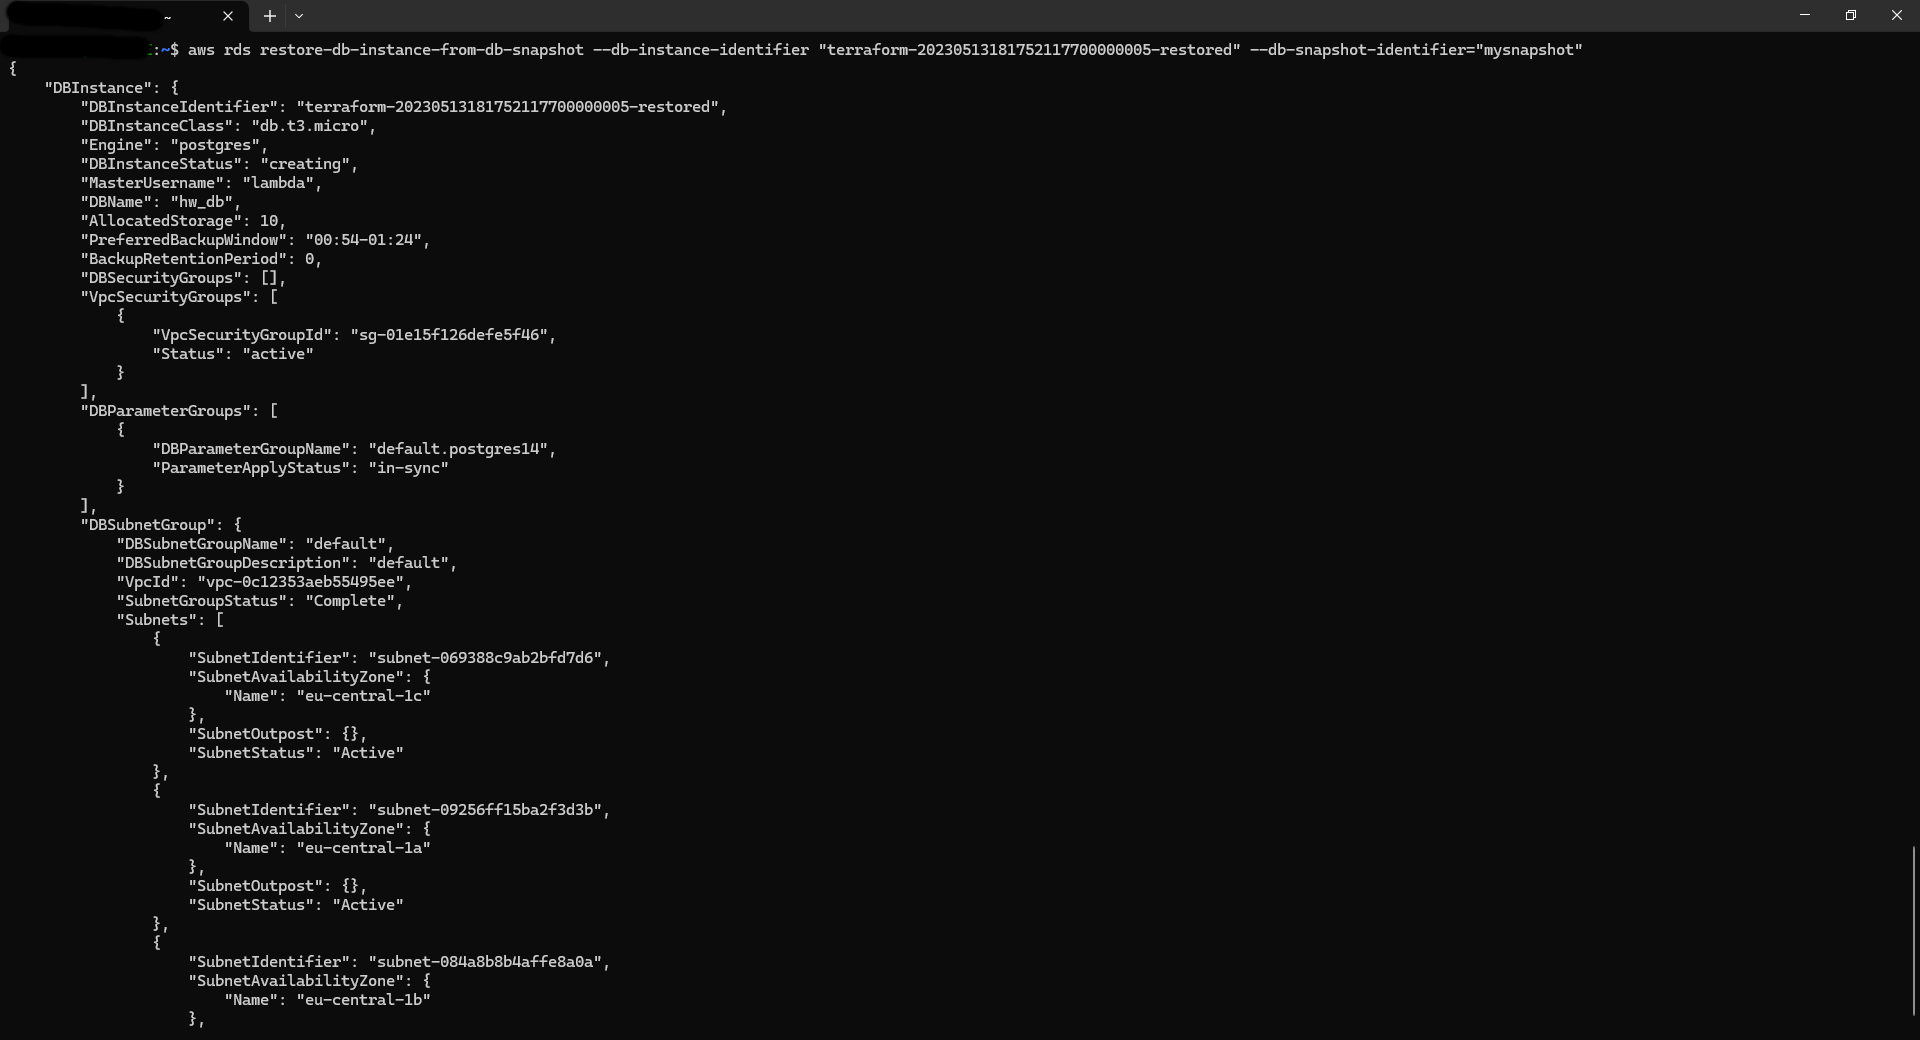 ~
:~$ aws rds restore-db-instance-from-db-snapshot --db-instance-identifier "terraform-20230513181752117700000005-restored" --db-snapshot-identifier="mysnapshot"
{
    "DBInstance": {
        "DBInstanceIdentifier": "terraform-20230513181752117700000005-restored",
        "DBInstanceClass": "db.t3.micro",
        "Engine": "postgres",
        "DBInstanceStatus": "creating",
        "MasterUsername": "lambda",
        "DBName": "hw_db",
        "AllocatedStorage": 10,
        "PreferredBackupWindow": "00:54-01:24",
        "BackupRetentionPeriod": 0,
        "DBSecurityGroups": [],
        "VpcSecurityGroups": [
            {
                "VpcSecurityGroupId": "sg-01e15f126defe5f46",
                "Status": "active"
            }
        ],
        "DBParameterGroups": [
            {
                "DBParameterGroupName": "default.postgres14",
                "ParameterApplyStatus": "in-sync"
            }
        ],
        "DBSubnetGroup": {
            "DBSubnetGroupName": "default",
            "DBSubnetGroupDescription": "default",
            "VpcId": "vpc-0c12353aeb55495ee",
            "SubnetGroupStatus": "Complete",
            "Subnets": [
                {
                    "SubnetIdentifier": "subnet-069388c9ab2bfd7d6",
                    "SubnetAvailabilityZone": {
                        "Name": "eu-central-1c"
                    },
                    "SubnetOutpost": {},
                    "SubnetStatus": "Active"
                },
                {
                    "SubnetIdentifier": "subnet-09256ff15ba2f3d3b",
                    "SubnetAvailabilityZone": {
                        "Name": "eu-central-1a"
                    },
                    "SubnetOutpost": {},
                    "SubnetStatus": "Active"
                },
                {
                    "SubnetIdentifier": "subnet-084a8b8b4affe8a0a",
                    "SubnetAvailabilityZone": {
                        "Name": "eu-central-1b"
                    },